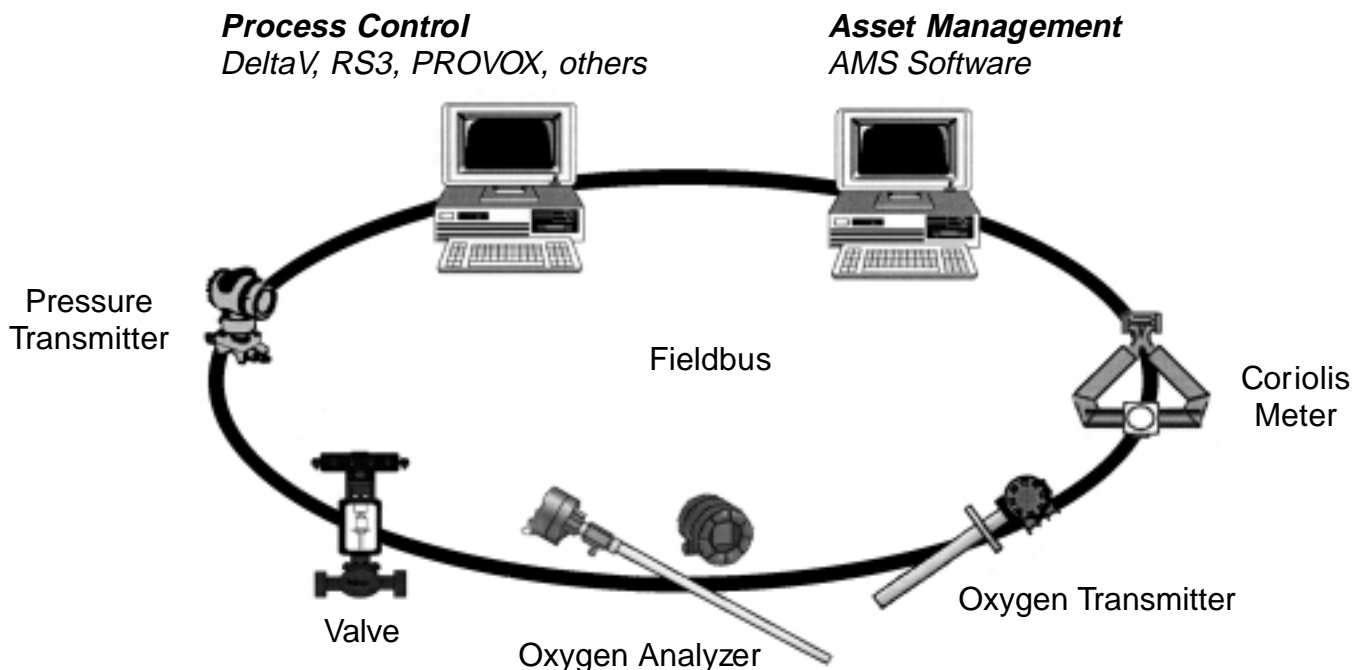 Process Control
DeltaV, RS3, PROVOX, others
Asset Management
AMS Software
Pressure
Transmitter
Fieldbus
Coriolis
Meter
Valve
Oxygen Analyzer
Oxygen Transmitter